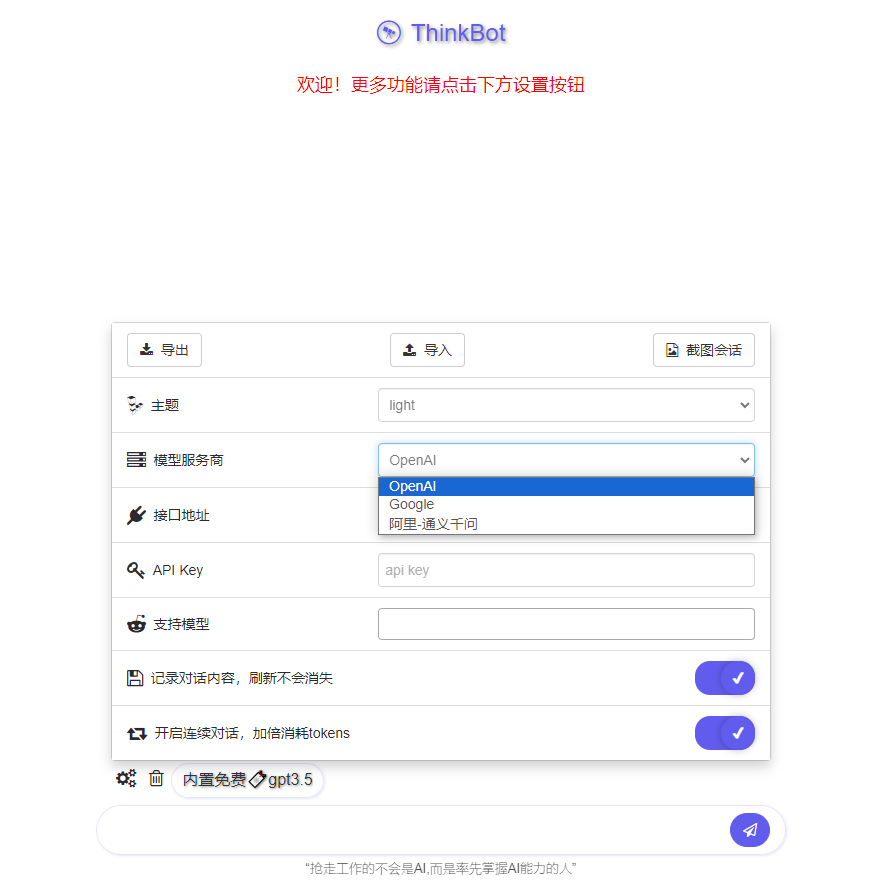 ThinkBot
欢迎！更多功能请点击下方设置按钮
导出
导入
截图会话
主题
light
模型服务商
OpenAI
OpenAI
Google
阿里-通义千问
接口地址
API Key
api key
支持模型
记录对话内容，刷新不会消失
开启连续对话，加倍消耗tokens
内置免费 gpt3.5
“抢走工作的不会是AI,而是率先掌握AI能力的人”